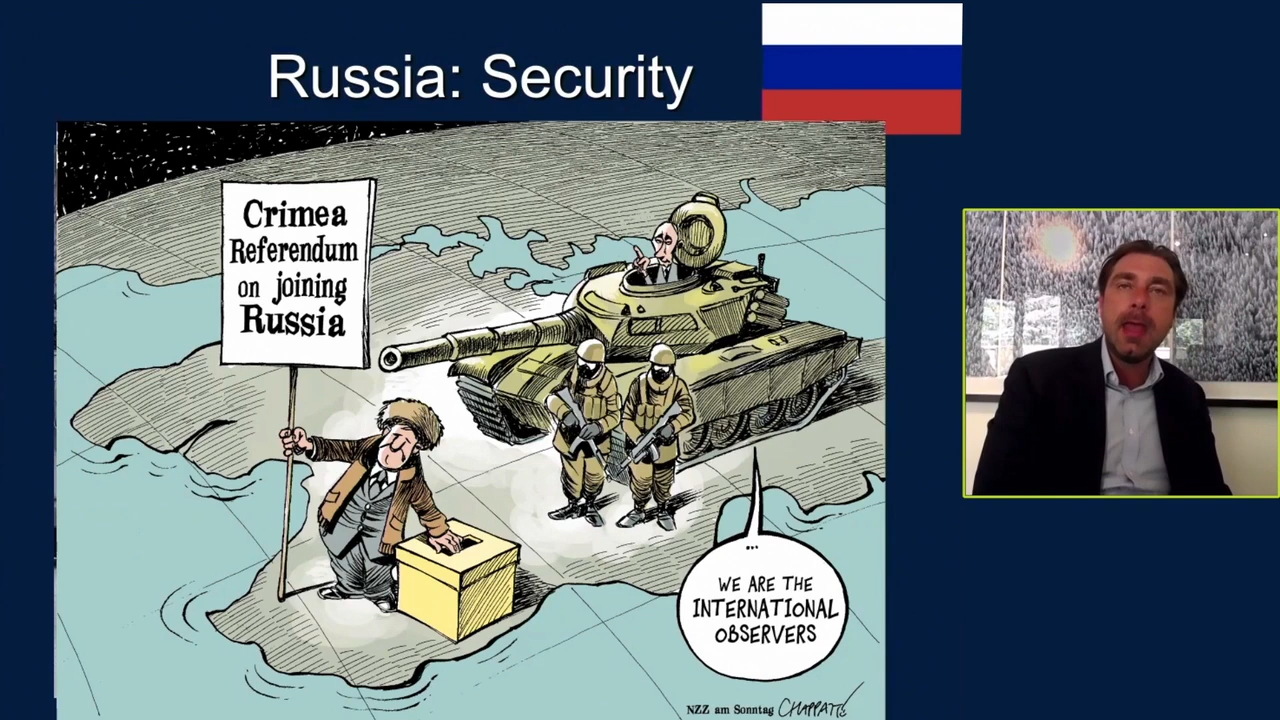 Russia: Security
Crimea
Referendum
on joining
Russia
...
WE ARE THE
INTERNATIONAL
OBSERVERS
NZZ am Sonntag CHAPPATTE